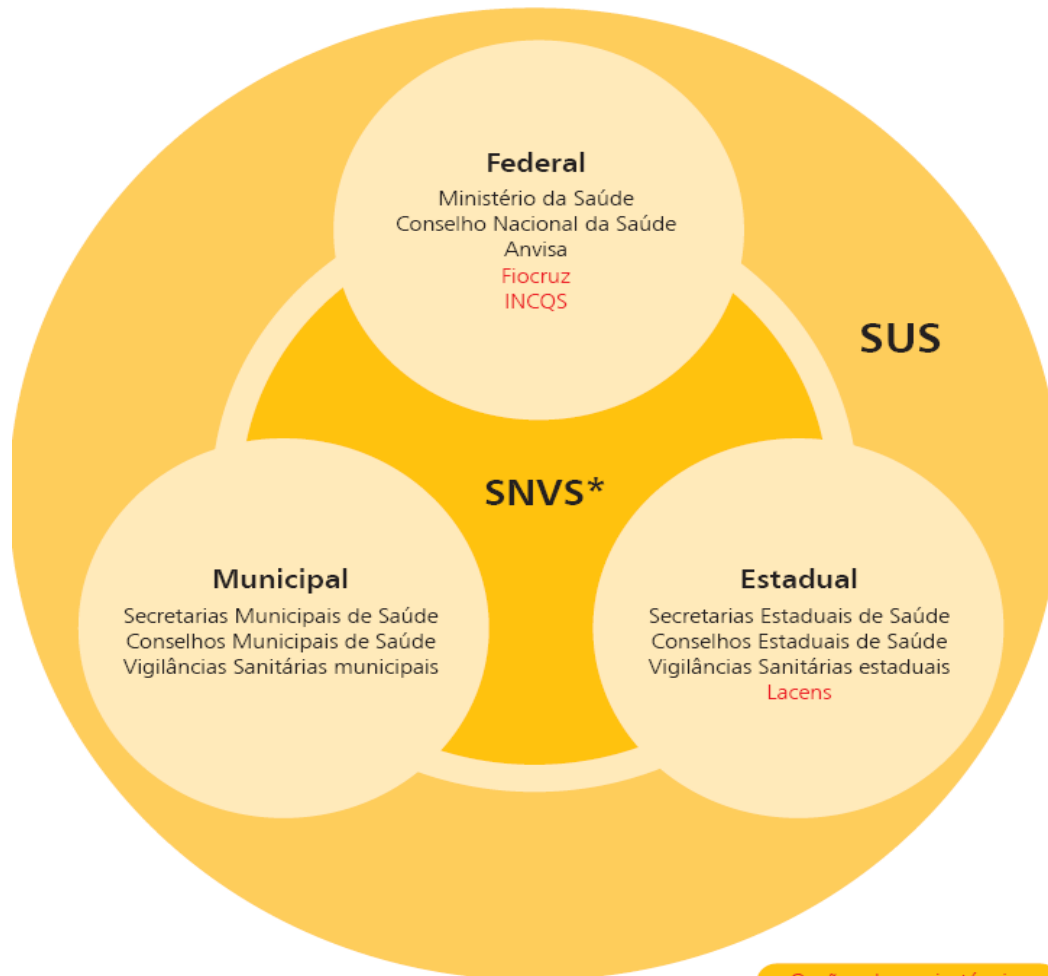 Federal
Ministério da Saúde
Conselho Nacional da Saúde
Anvisa
Fiocruz
INCQS
SUS
SNVS*
Municipal
Secretarias Municipais de Saúde
Conselhos Municipais de Saúde
Vigilâncias Sanitárias municipais
Estadual
Secretarias Estaduais de Saúde
Conselhos Estaduais de Saúde
Vigilâncias Sanitárias estaduais
Lacens